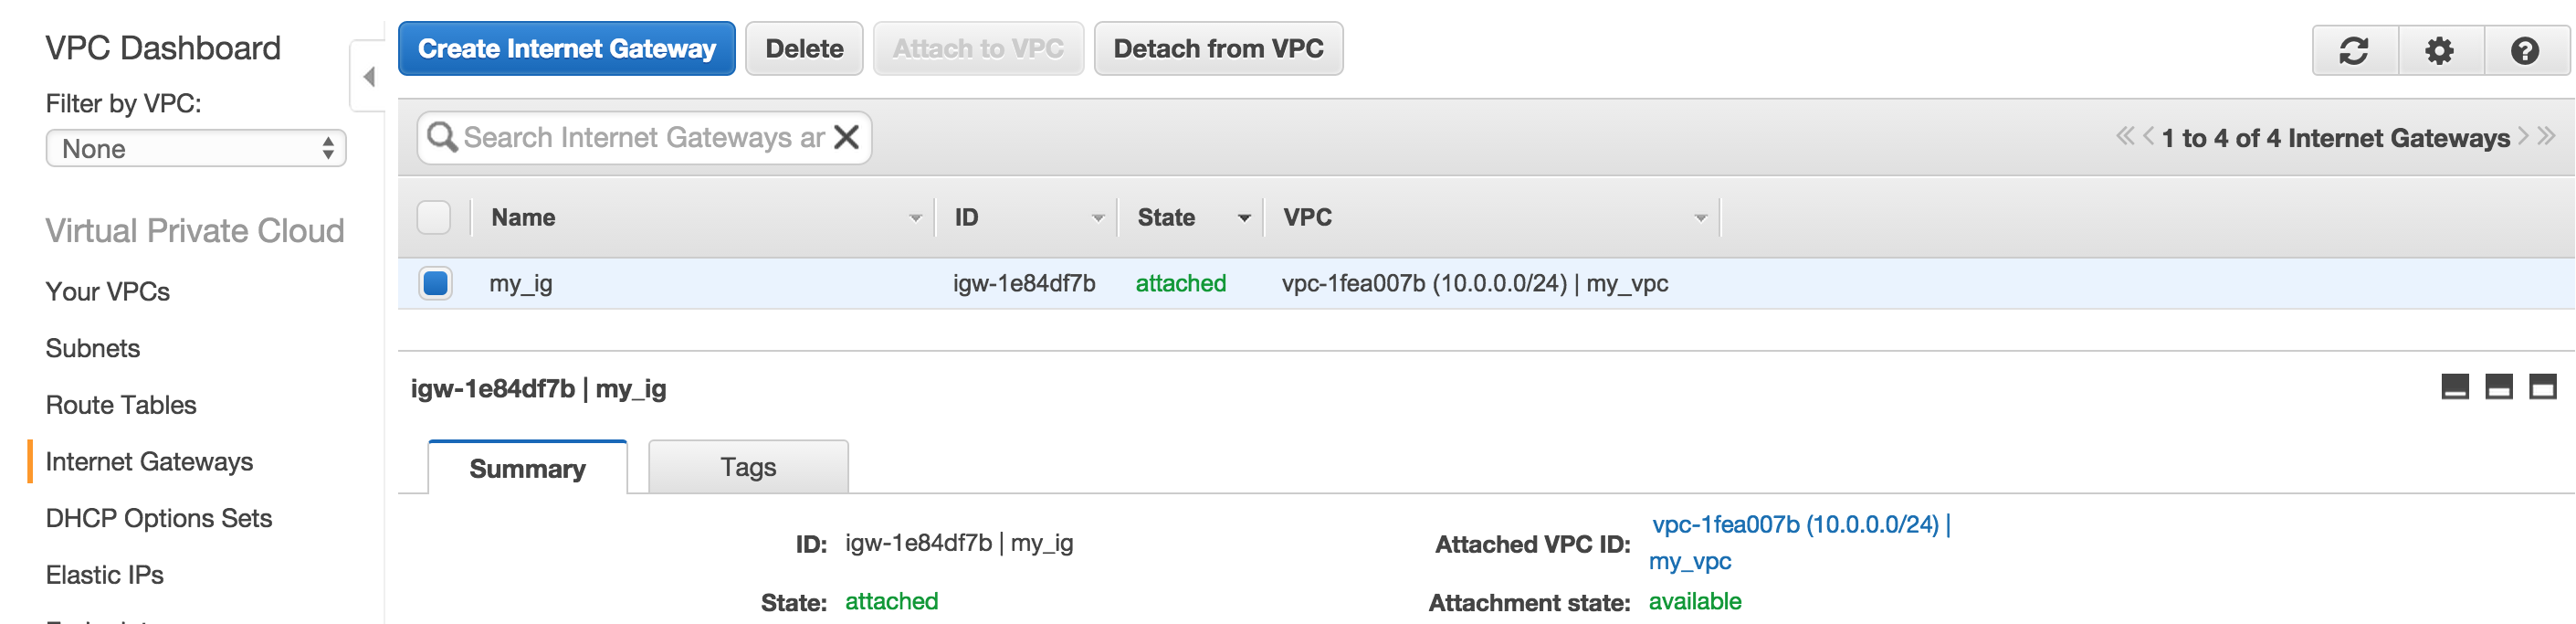 VPC Dashboard
Filter by VPC:
None
Virtual Private Cloud
Your VPCs
Subnets
Route Tables
Internet Gateways
DHCP Options Sets
Elastic IPs
Create Internet Gateway Delete Attach to VPC Detach from VPC
Search Internet Gateways ar
1 to 4 of 4 Internet Gateways
Name ID State VPC
my_ig igw-1e84df7b attached vpc-1fea007b (10.0.0.0/24) | my_vpc
igw-1e84df7b | my_ig
Summary Tags
ID: igw-1e84df7b | my_ig
State: attached
Attached VPC ID: vpc-1fea007b (10.0.0.0/24) |
my_vpc
Attachment state: available